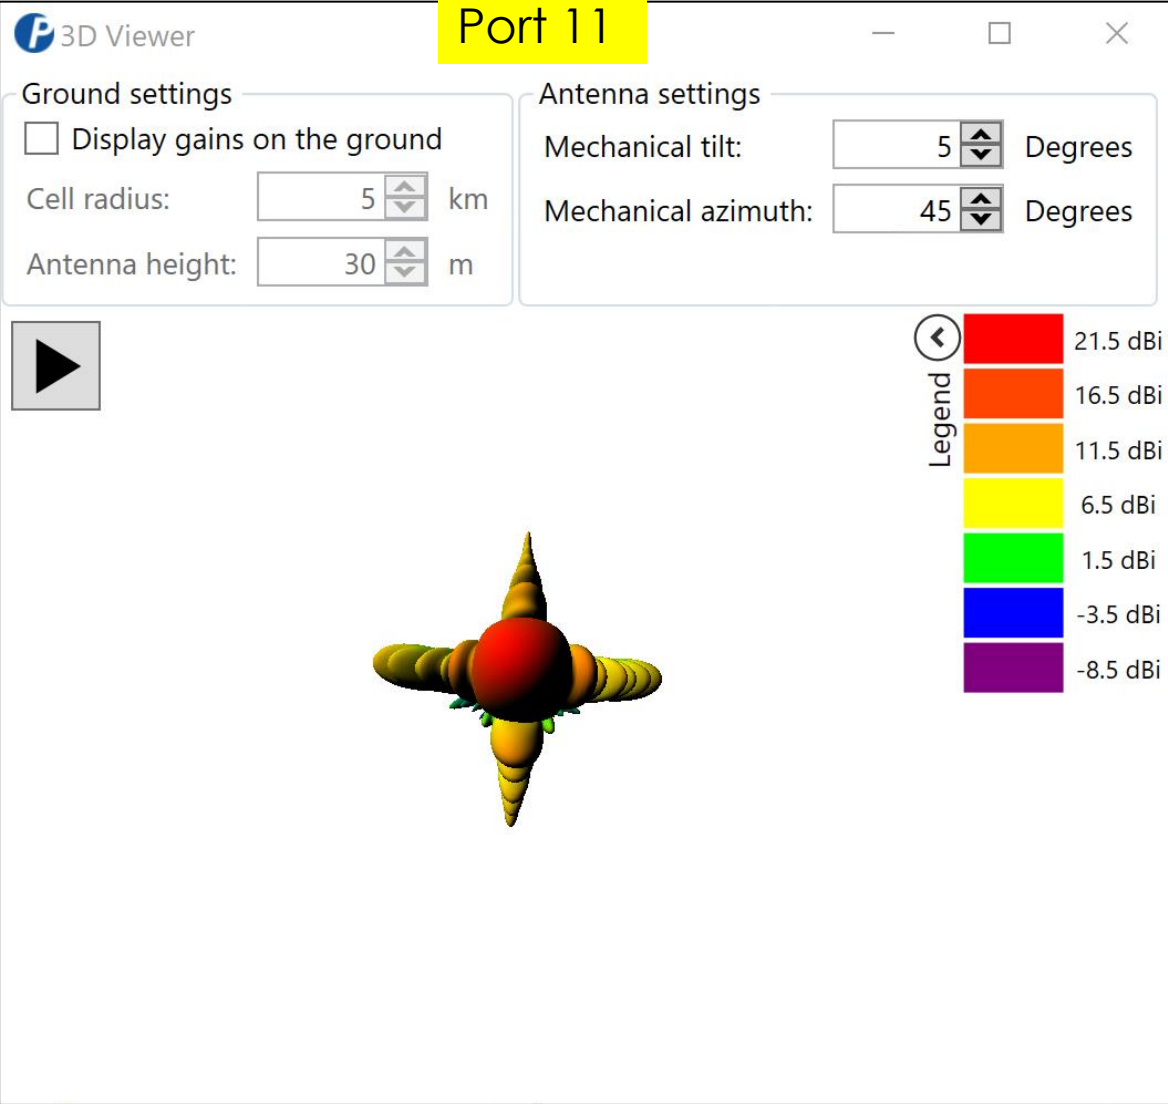 Port 11
3D Viewer
Ground settings
Display gains on the ground
Cell radius: 5 km
Antenna height: 30 m
Antenna settings
Mechanical tilt: 5 Degrees
Mechanical azimuth: 45 Degrees
Legend
21.5 dBi
16.5 dBi
11.5 dBi
6.5 dBi
1.5 dBi
-3.5 dBi
-8.5 dBi